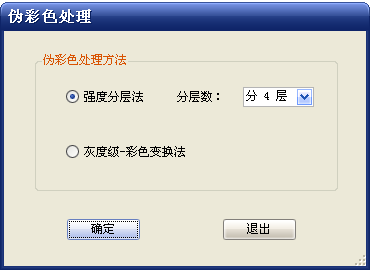 伪彩色处理
伪彩色处理方法
强度分层法 分层数： 分 4 层
灰度级-彩色变换法
确定 退出